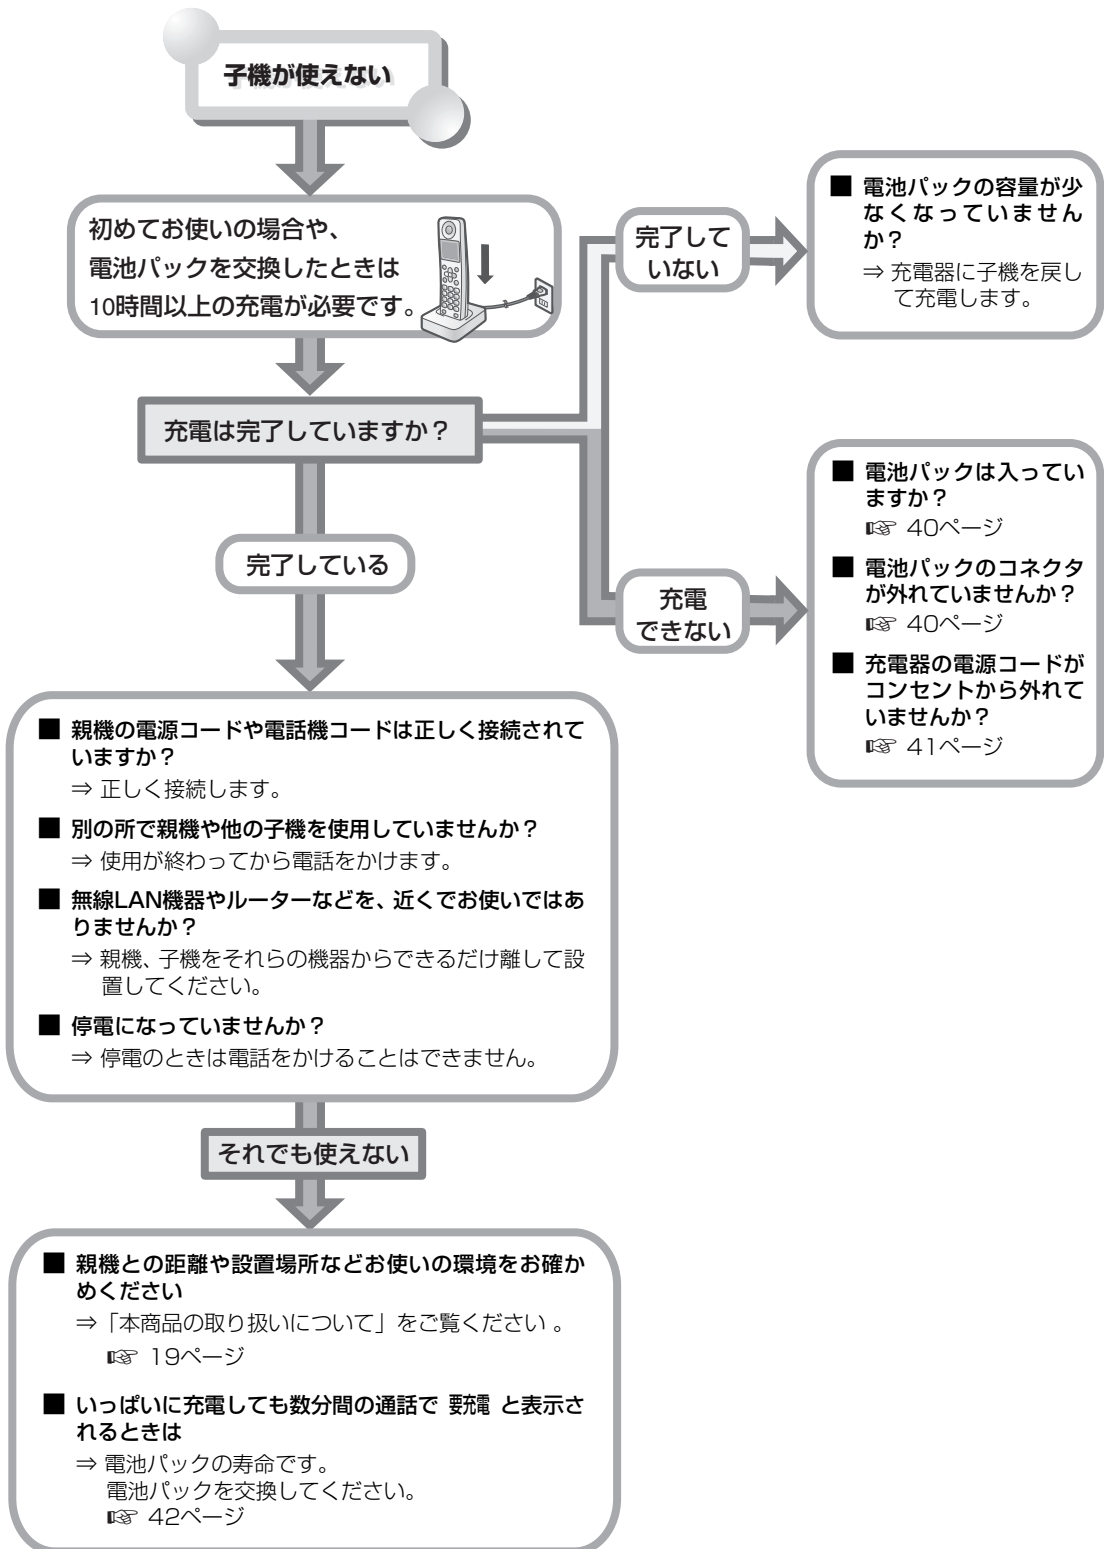 子機が使えない
初めてお使いの場合や、
電池パックを交換したときは
10時間以上の充電が必要です。
充電は完了していますか？
完了して
いない
■ 電池パックの容量が少
なくなっていません
か？
⇒ 充電器に子機を戻し
て充電します。
充電
できない
■ 電池パックは入ってい
ますか？
☞ 40ページ
■ 電池パックのコネクタ
が外れていませんか？
☞ 40ページ
■ 充電器の電源コードが
コンセントから外れて
いませんか？
☞ 41ページ
完了している
■ 親機の電源コードや電話機コードは正しく接続されて
いますか？
⇒ 正しく接続します。
■ 別の所で親機や他の子機を使用していませんか？
⇒ 使用が終わってから電話をかけます。
■ 無線LAN機器やルーターなどを、近くでお使いではあ
りませんか？
⇒ 親機、子機をそれらの機器からできるだけ離して設
置してください。
■ 停電になっていませんか？
⇒ 停電のときは電話をかけることはできません。
それでも使えない
■ 親機との距離や設置場所などお使いの環境をお確か
めください
⇒「本商品の取り扱いについて」をご覧ください 。
☞ 19ページ
■ いっぱいに充電しても数分間の通話で 要充電 と表示さ
れるときは
⇒ 電池パックの寿命です。
電池パックを交換してください。
☞ 42ページ